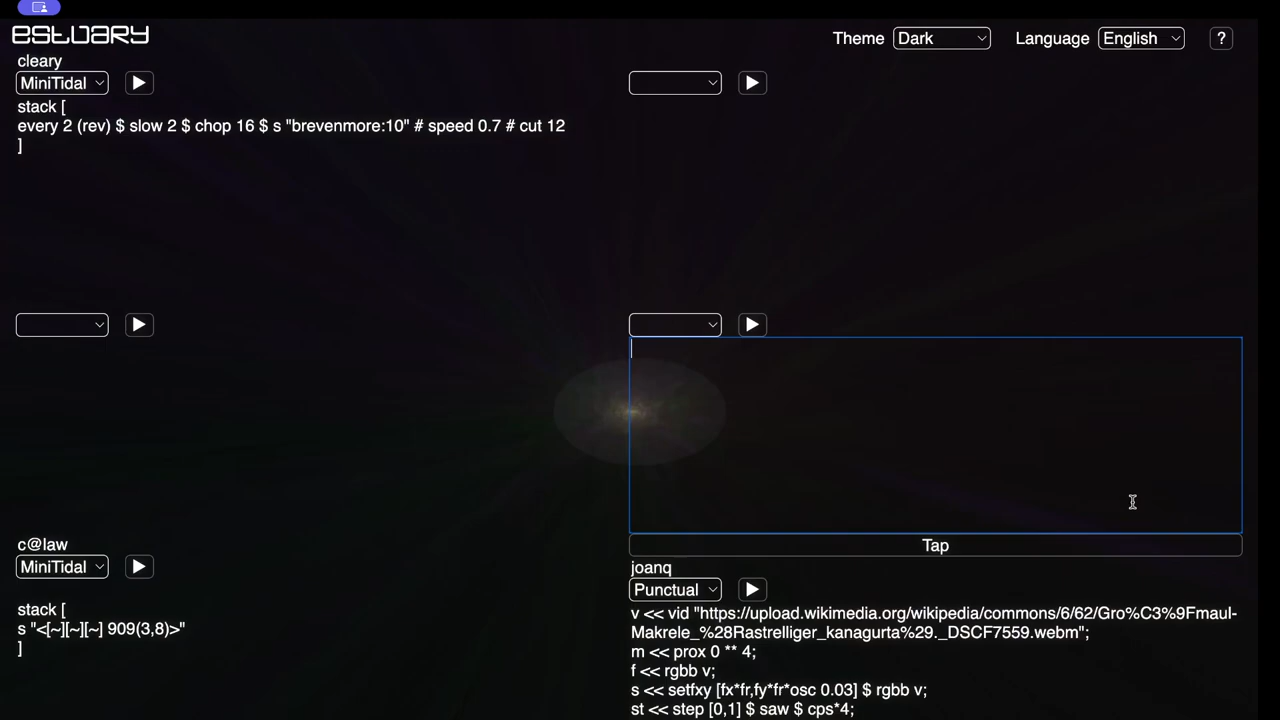 estuary
Theme Dark Language English ?
cleary
MiniTidal
stack [
every 2 (rev) $ slow 2 $ chop 16 $ s "brevenmore:10" # speed 0.7 # cut 12
]
c@law
MiniTidal
stack [
s "<[~][~][~] 909(3,8)>"
]
Tap
joanq
Punctual
v << vid "https://upload.wikimedia.org/wikipedia/commons/6/62/Gro%C3%9Fmaul-
Makrele_%28Rastrelliger_kanagurta%29._DSCF7559.webm";
m << prox 0 ** 4;
f << rgbb v;
s << setfxy [fx*fr,fy*fr*osc 0.03] $ rgbb v;
st << step [0,1] $ saw $ cps*4;